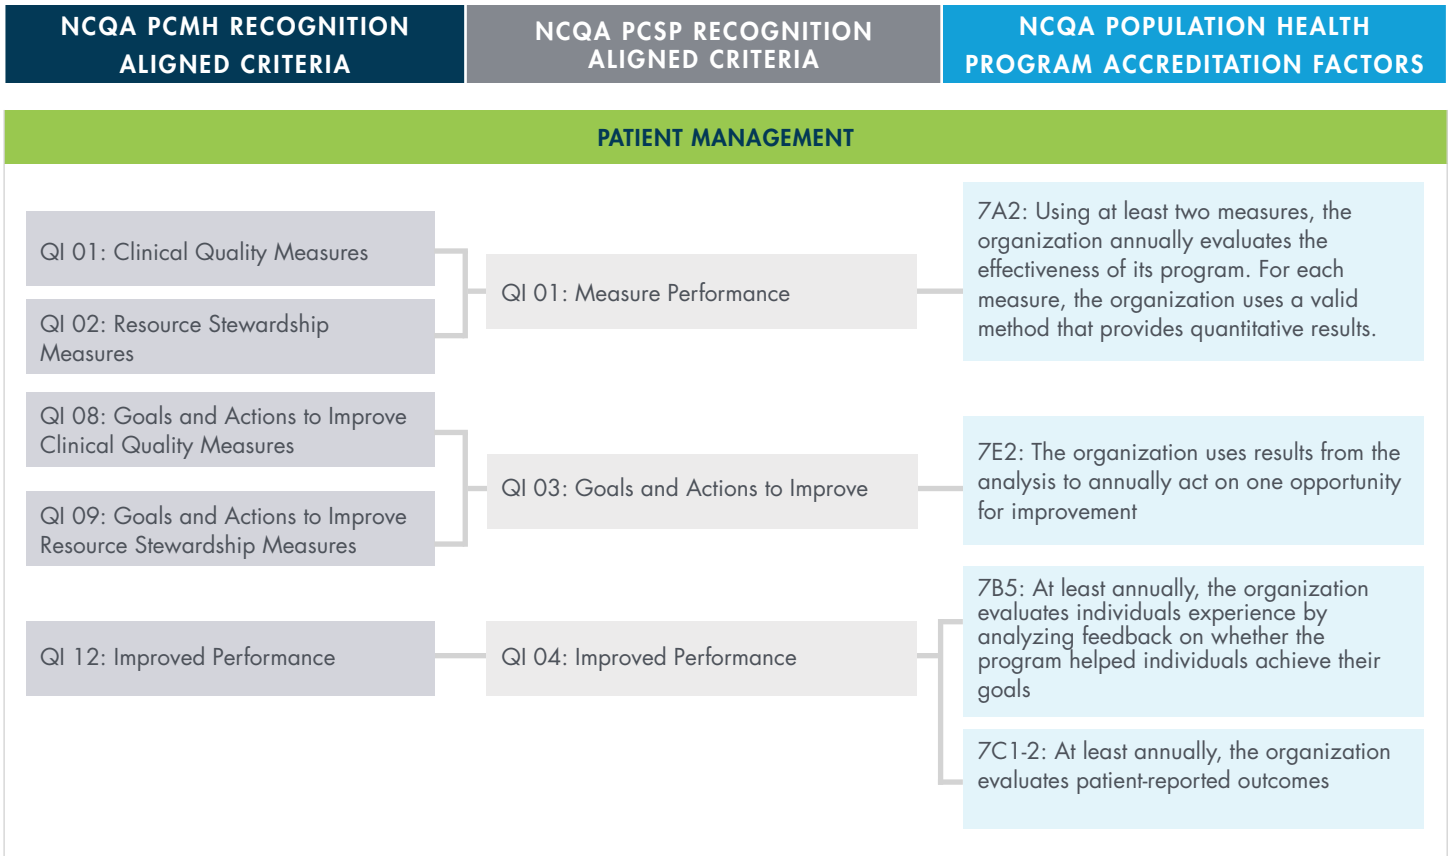 NCQA PCMH RECOGNITION
ALIGNED CRITERIA
NCQA PCSP RECOGNITION
ALIGNED CRITERIA
NCQA POPULATION HEALTH
PROGRAM ACCREDITATION FACTORS
PATIENT MANAGEMENT
QI 01: Clinical Quality Measures
QI 02: Resource Stewardship
Measures
QI 01: Measure Performance
7A2: Using at least two measures, the
organization annually evaluates the
effectiveness of its program. For each
measure, the organization uses a valid
method that provides quantitative results.
QI 08: Goals and Actions to Improve
Clinical Quality Measures
QI 09: Goals and Actions to Improve
Resource Stewardship Measures
QI 03: Goals and Actions to Improve
7E2: The organization uses results from the
analysis to annually act on one opportunity
for improvement
QI 12: Improved Performance
QI 04: Improved Performance
7B5: At least annually, the organization
evaluates individuals experience by
analyzing feedback on whether the
program helped individuals achieve their
goals
7C1-2: At least annually, the organization
evaluates patient-reported outcomes